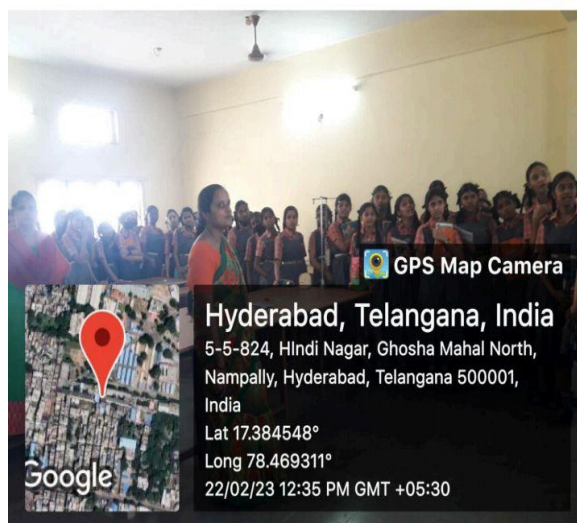 GPS Map Camera
Hyderabad, Telangana, India
5-5-824, HIndi Nagar, Ghosha Mahal North,
Nampally, Hyderabad, Telangana 500001,
India
Lat 17.384548°
Long 78.469311°
22/02/23 12:35 PM GMT +05:30
Google